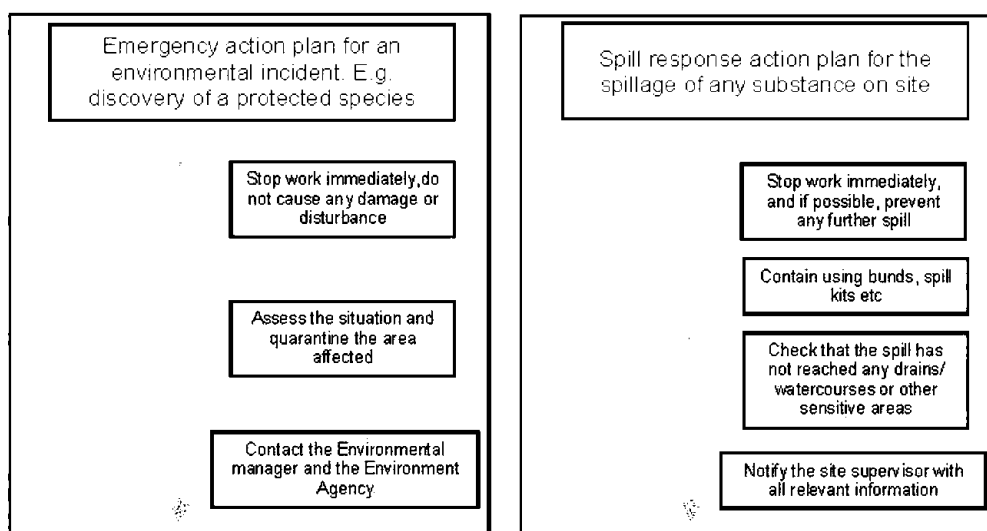 Emergency action plan for an
environmental incident. E.g.
discovery of a protected species
Stop work immediately,do
not cause any damage or
disturbance
Assess the situation and
quarantine the area
affected
Contact the Environmental
manager and the Environment
Agency
Spill response action plan for the
spillage of any substance on site
Stop work immediately,
and if possible, prevent
any further spill
Contain using bunds, spill
kits etc
Check that the spill has
not reached any drains/
watercourses or other
sensitive areas
Notify the site supervisor with
all relevant information